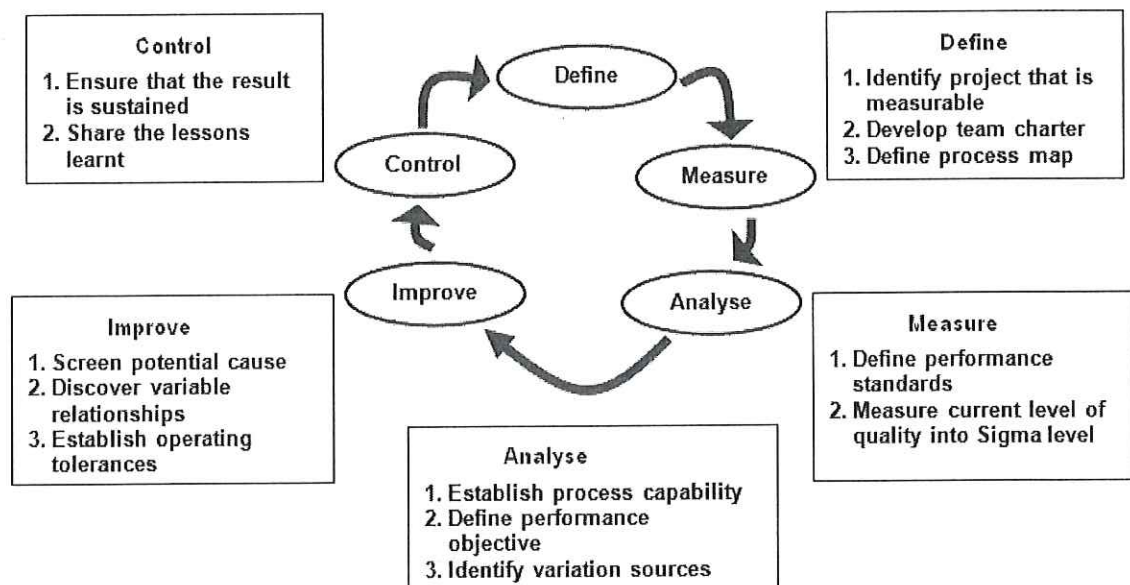 Control
1. Ensure that the result
is sustained
2. Share the lessons
learnt
Define
Measure
Analyse
Improve
Control
Define
1. Identify project that is
measurable
2. Develop team charter
3. Define process map
Improve
1. Screen potential cause
2. Discover variable
relationships
3. Establish operating
tolerances
Analyse
1. Establish process capability
2. Define performance
objective
3. Identify variation sources
Measure
1. Define performance
standards
2. Measure current level of
quality into Sigma level